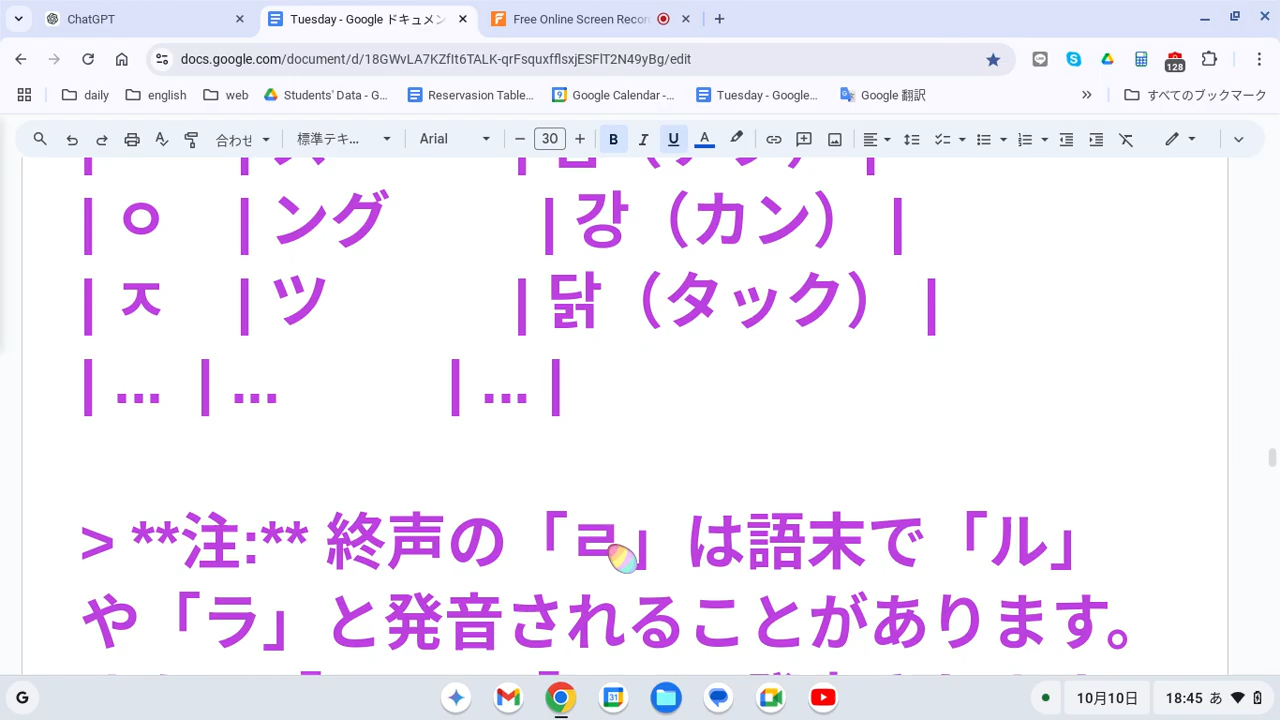 ChatGPT
Tuesday - Google ドキュメン
Free Online Screen Recor
docs.google.com/document/d/18GWvLA7KZfIt6TALK-qrFsquxfflsxjESFlT2N49yBg/edit
128
daily
english
web
Students' Data - G...
Reservasion Table...
Google Calendar -...
Tuesday - Google...
Google 翻訳
»
すべてのブックマーク
合わせ
標準テキ...
Arial
30
B I U A
| ㅇ | ング | 강（カン） |
| ㅈ | ツ | 닭（タック） |
| ... | ... | ... |
> **注:** 終声の「ㄹ」は語末で「ル」
や「ラ」と発音されることがあります。
G
31
10月10日
18:45 あ